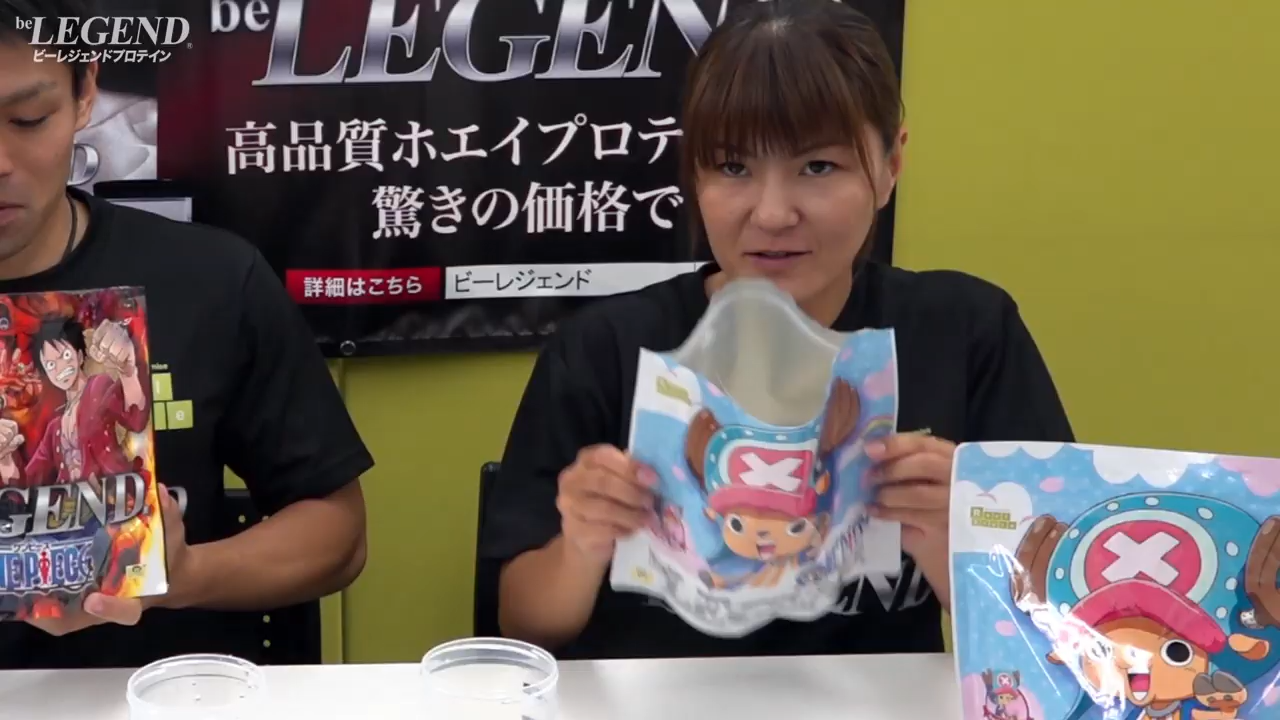 be LEGEND®
ビーレジェンドプロテイン
be LEGEN
高品質ホエイプロテ
驚きの価格で
詳細はこちら
ビーレジェンド
GEND